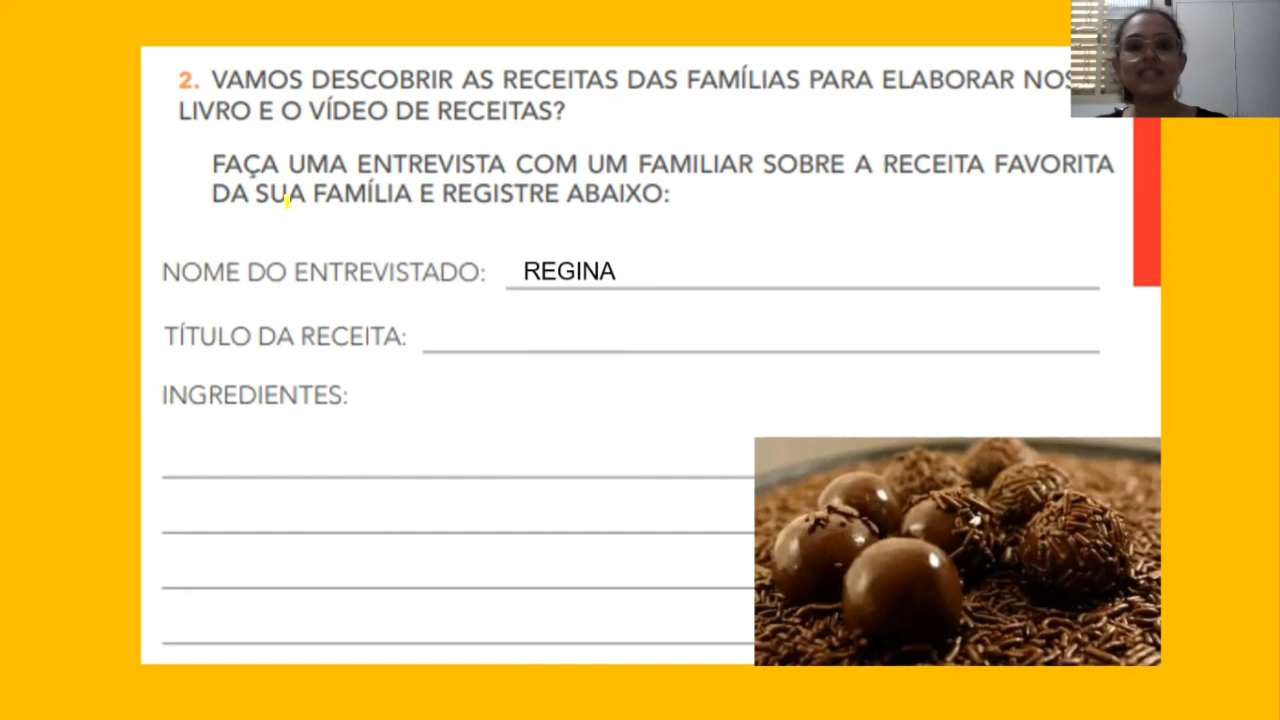 2. VAMOS DESCOBRIR AS RECEITAS DAS FAMÍLIAS PARA ELABORAR
LIVRO E O VÍDEO DE RECEITAS?
FAÇA UMA ENTREVISTA COM UM FAMILIAR SOBRE A RECEITA FAVORITA
DA SUA FAMÍLIA E REGISTRE ABAIXO:
NOME DO ENTREVISTADO: REGINA
TÍTULO DA RECEITA:
INGREDIENTES: